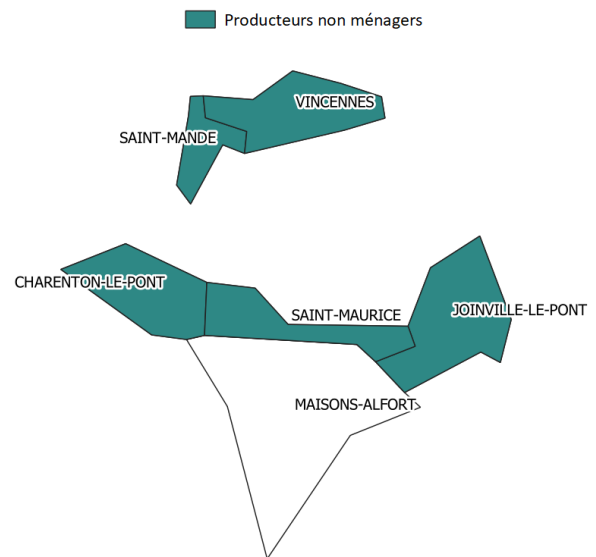 Producteurs non ménagers
VINCENNES
SAINT-MANDE
CHARENTON-LE-PONT
SAINT-MAURICE
JOINVILLE-LE-PONT
MAISONS-ALFORT